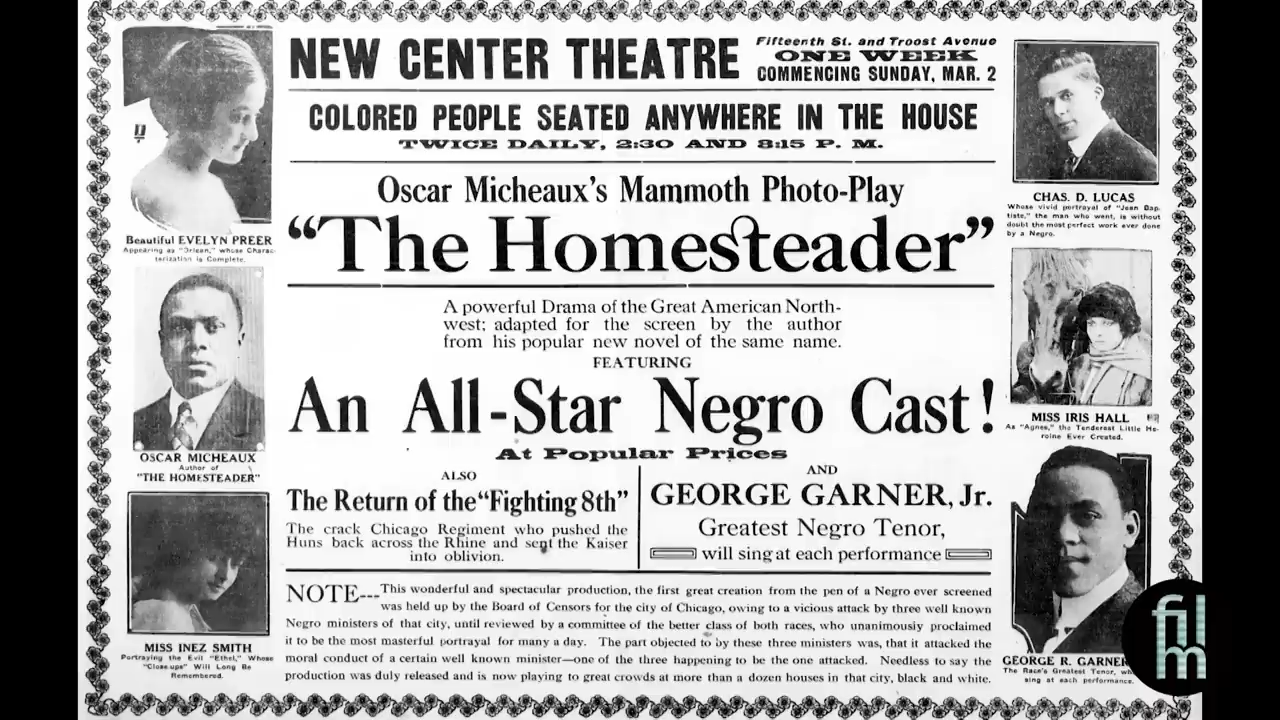 NEW CENTER THEATRE
Fifteenth St. and Troost Avenue
ONE WEEK
COMMENCING SUNDAY, MAR. 2
COLORED PEOPLE SEATED ANYWHERE IN THE HOUSE
TWICE DAILY, 2:30 AND 8:15 P. M.
Oscar Micheaux's Mammoth Photo-Play
"The Homesteader"
A powerful Drama of the Great American North-
west; adapted for the screen by the author
from his popular new novel of the same name.
FEATURING
An All-Star Negro Cast!
At Popular Prices
ALSO
The Return of the "Fighting 8th"
The crack Chicago Regiment who pushed the
Huns back across the Rhine and sent the Kaiser
into oblivion.
AND
GEORGE GARNER, Jr.
Greatest Negro Tenor,
will sing at each performance
NOTE---This wonderful and spectacular production, the first great creation from the pen of a Negro ever screened
was held up by the Board of Censors for the city of Chicago, owing to a vicious attack by three well known
Negro ministers of that city, until reviewed by a committee of the better class of both races, who unanimously proclaimed
it to be the most masterful portrayal for many a day. The part objected to by these three ministers was, that it attacked the
moral conduct of a certain well known minister—one of the three happening to be the one attacked. Needless to say the
production was duly released and is now playing to great crowds at more than a dozen houses in that city, black and white.
Beautiful EVELYN PREER
Appearing as "Orlean," whose Charac-
terization is Complete.
OSCAR MICHEAUX
Author of
"THE HOMESTEADER"
MISS INEZ SMITH
Portraying the Evil "Ethel," Whose
"Close-ups" Will Long Be
Remembered.
CHAS. D. LUCAS
Whose vivid portrayal of "Jean Bap-
tiste," the man who went, is without
doubt the most perfect work ever done
by a Negro.
MISS IRIS HALL
As "Agnes," the Tenderest Little He-
roine Ever Created.
GEORGE R. GARNER
The Race's Greatest Tenor,
sing at each performance.
film